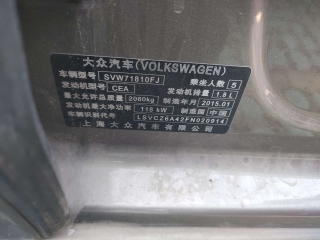 大众汽车(VOLKSWAGEN)
车辆型号 SVW71810FJ 乘坐人数 5
发动机型号 CEA 发动机排量 1.8L
最大允许总质量 2060kg 制造年月 2015.01
发动机额定功率 118 kW 制造国 中国
车辆识别代号 LSVCZ6A42FN020914
上海大众汽车有限公司